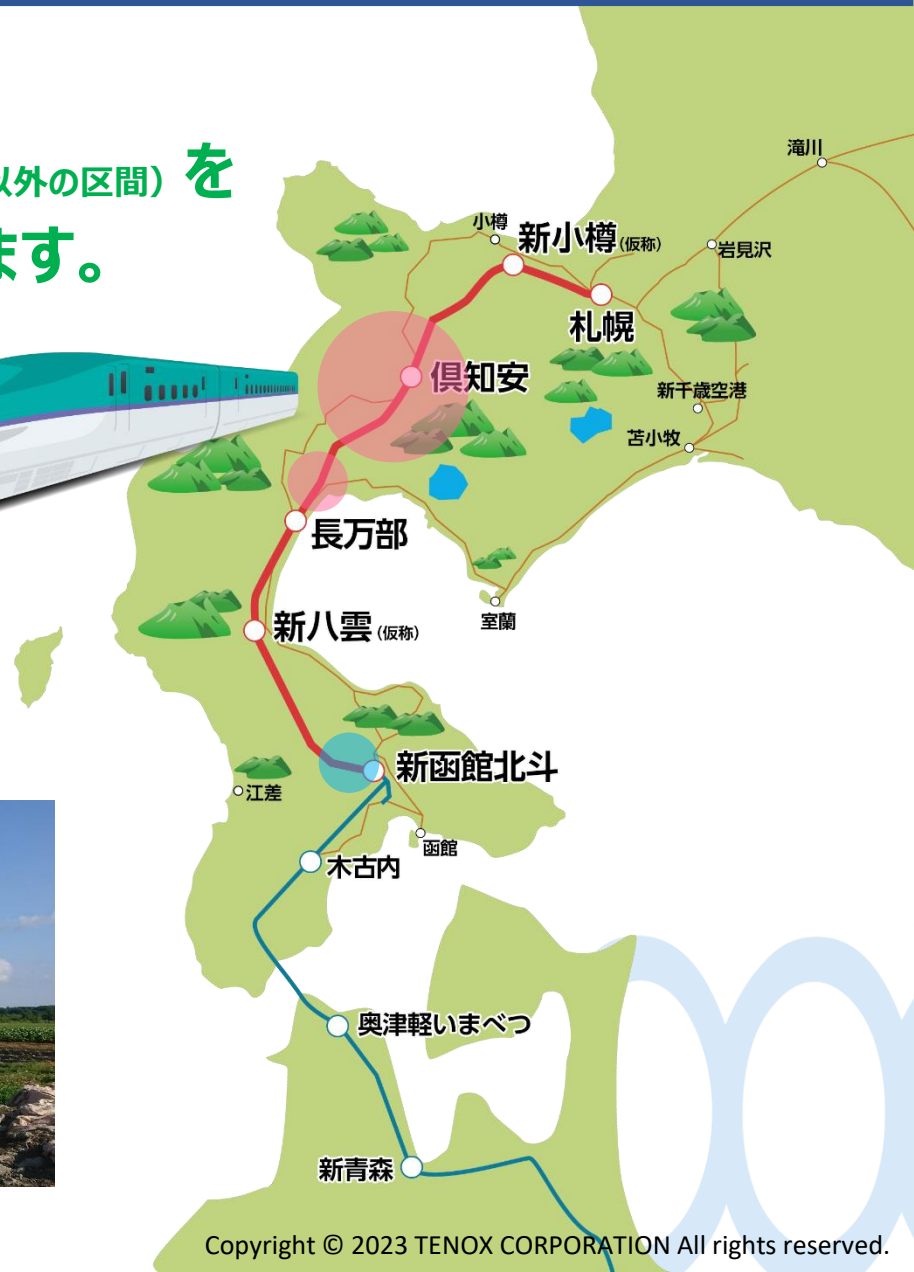 以外の区間）を
ます。
滝川
小樽
新小樽(仮称)
岩見沢
札幌
倶知安
新千歳空港
苫小牧
長万部
室蘭
新八雲(仮称)
新函館北斗
江差
函館
木古内
奥津軽いまべつ
新青森
Copyright © 2023 TENOX CORPORATION All rights reserved.